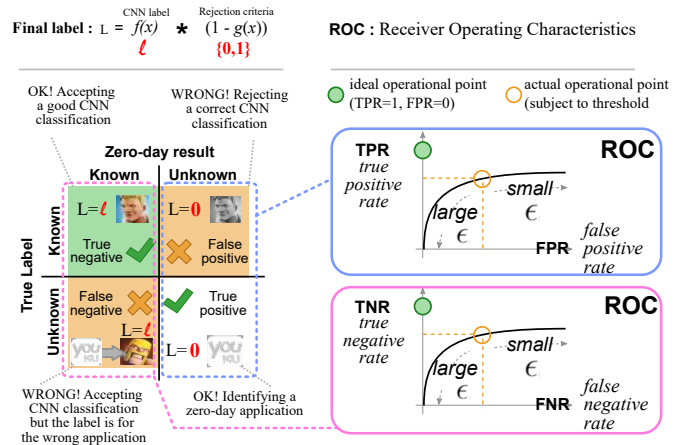 CNN label
Rejection criteria
Final label : L = f(x) * (1 - g(x))
ℓ
{0,1}
ROC : Receiver Operating Characteristics
OK! Accepting
a good CNN
classification
WRONG! Rejecting
a correct CNN
classification
ideal operational point
(TPR=1, FPR=0)
actual operational point
(subject to threshold
Zero-day result
Known
Unknown
True Label
Known
Unknown
L=ℓ
True
negative
L=0
False
positive
False
negative
L=ℓ
you
True
positive
L=0
WRONG! Accepting
CNN classification
but the label is for
the wrong application
OK! Identifying a
zero-day application
ROC
TPR
true
positive
rate
large
ϵ
small
ϵ
FPR
false
positive
rate
ROC
TNR
true
negative
rate
large
ϵ
small
ϵ
FNR
false
negative
rate